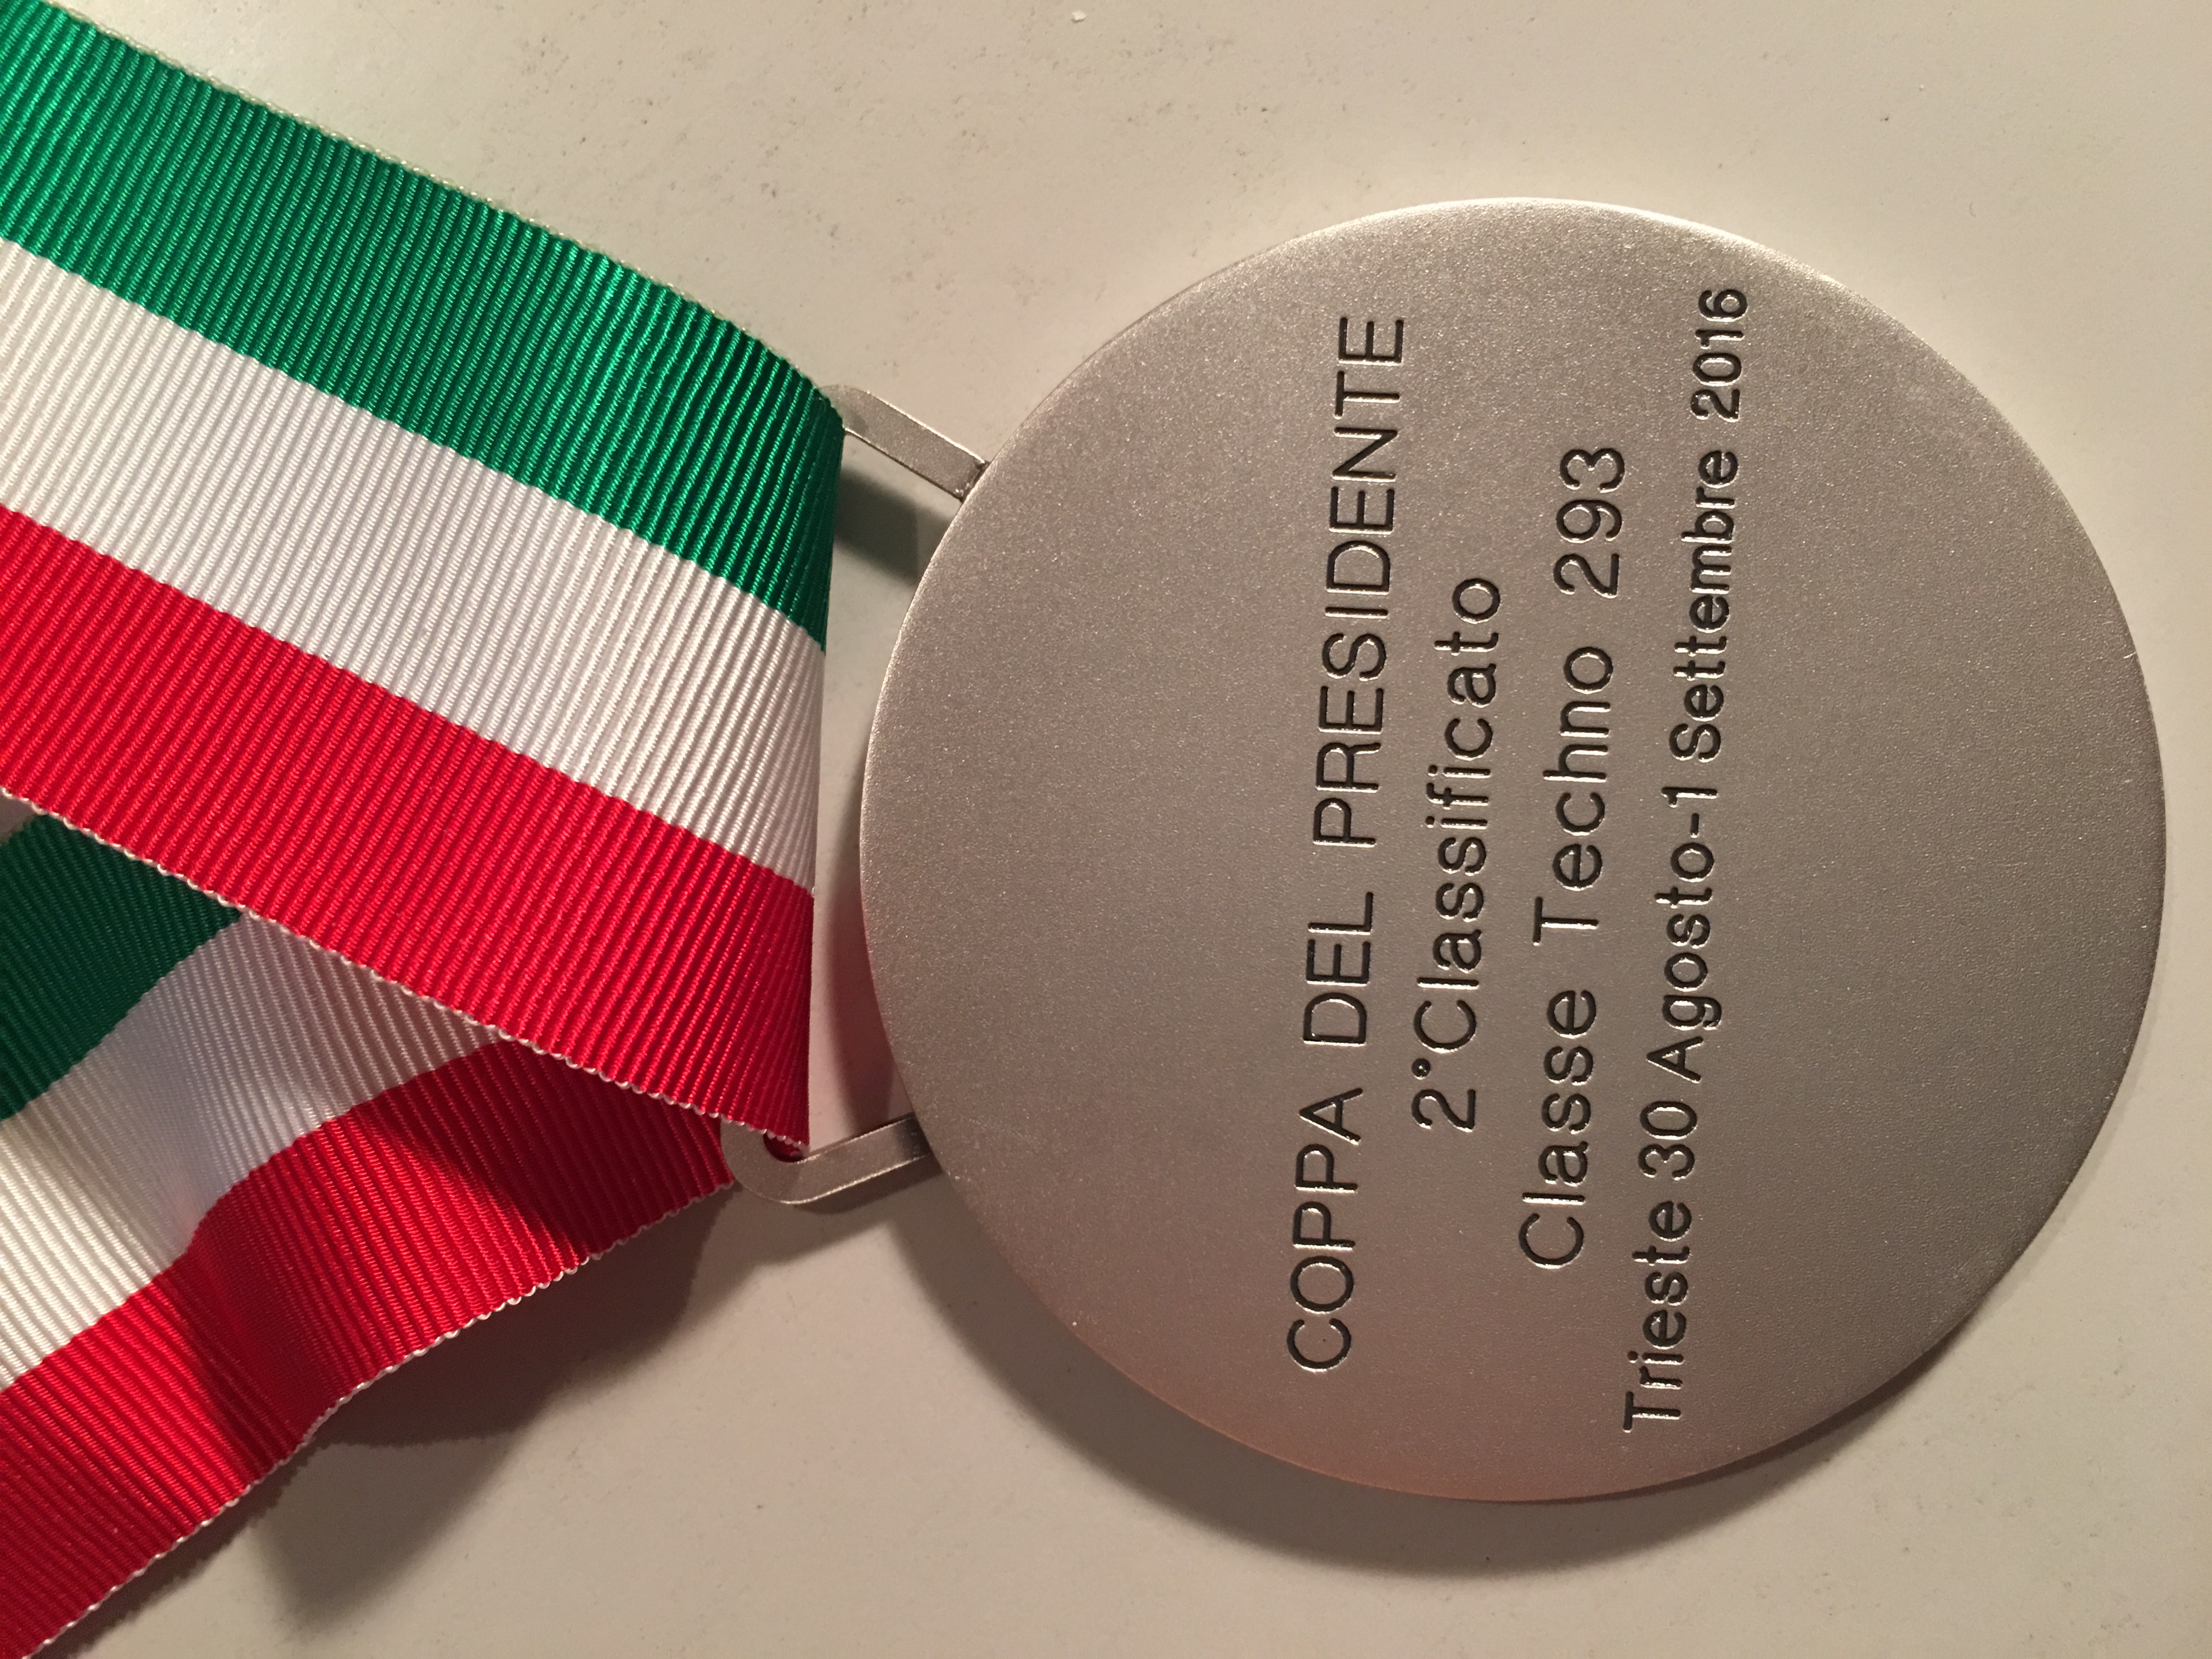 COPPA DEL PRESIDENTE
2°Classificato
Classe Techno 293
Trieste 30 Agosto-1 Settembre 2016